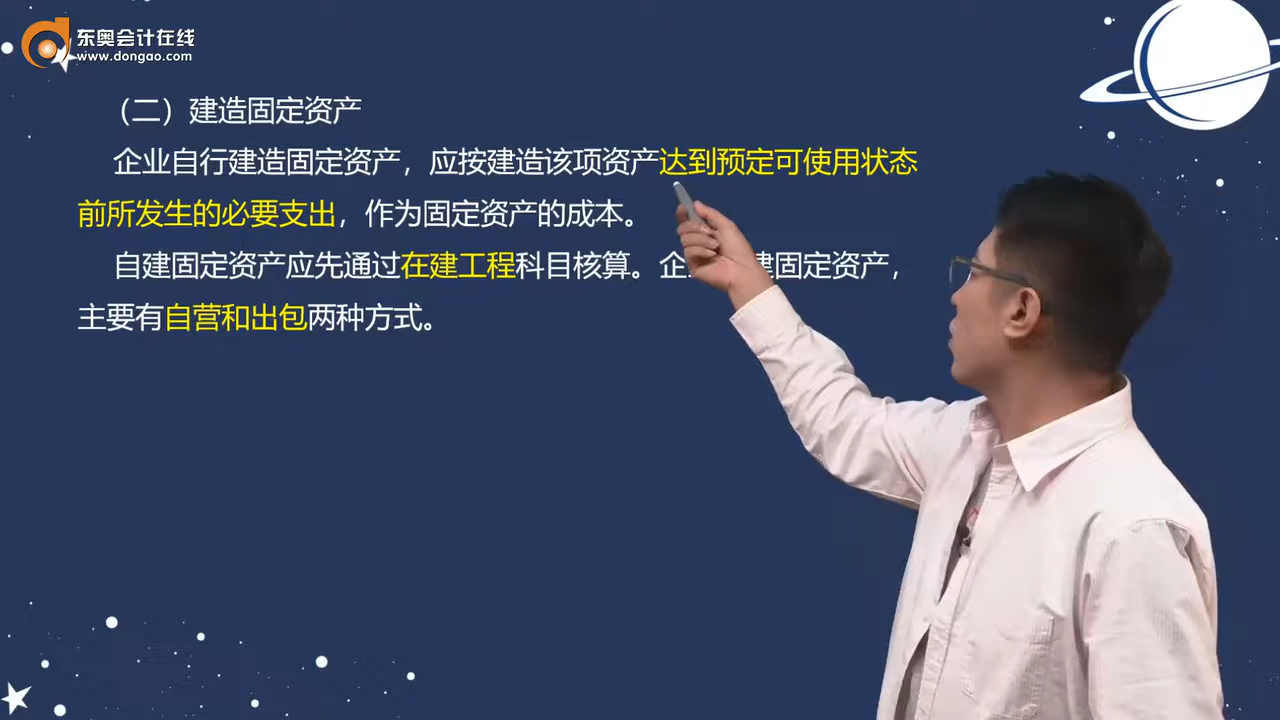 东奥会计在线
www.dongao.com
（二）建造固定资产
企业自行建造固定资产，应按建造该项资产达到预定可使用状态
前所发生的必要支出，作为固定资产的成本。
自建固定资产应先通过在建工程科目核算。企 建固定资产，
主要有自营和出包两种方式。